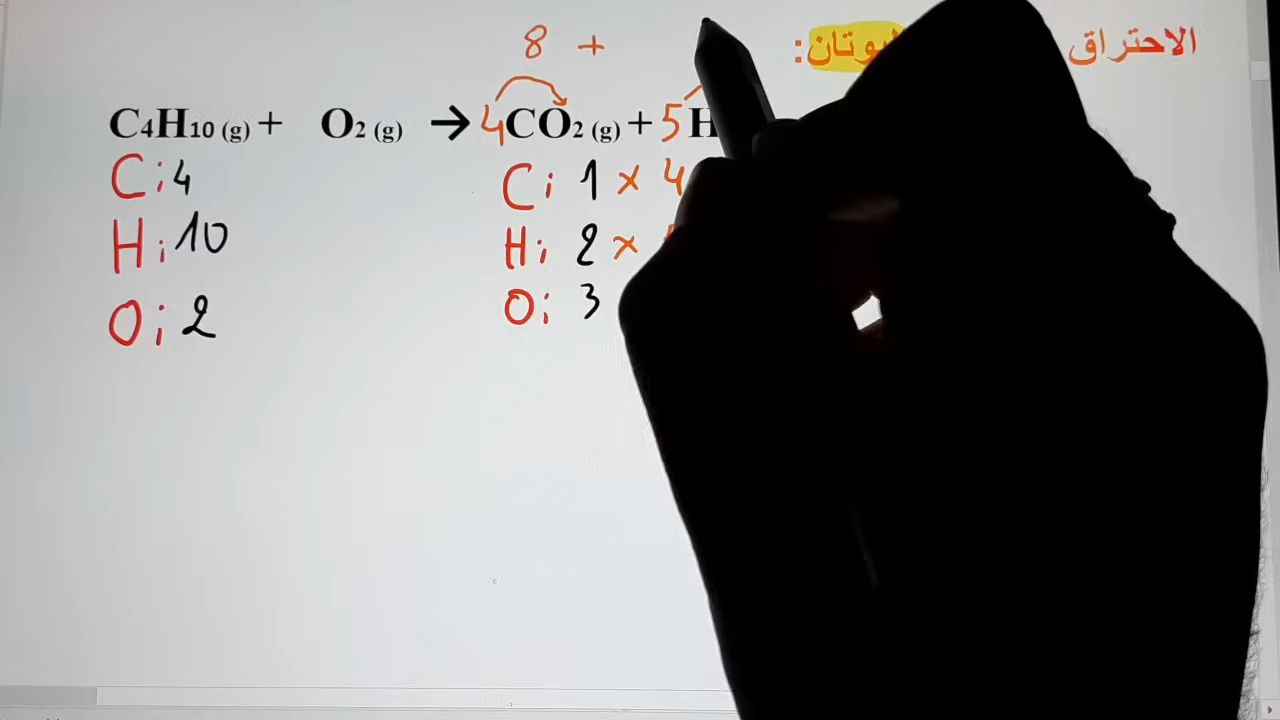 الاحتراق
8 +
C4H10 (g) + O2 (g) → 4CO2 (g) + 5H
C: 4
C: 1 × 4
H: 10
H: 2 ×
O: 2
O: 3